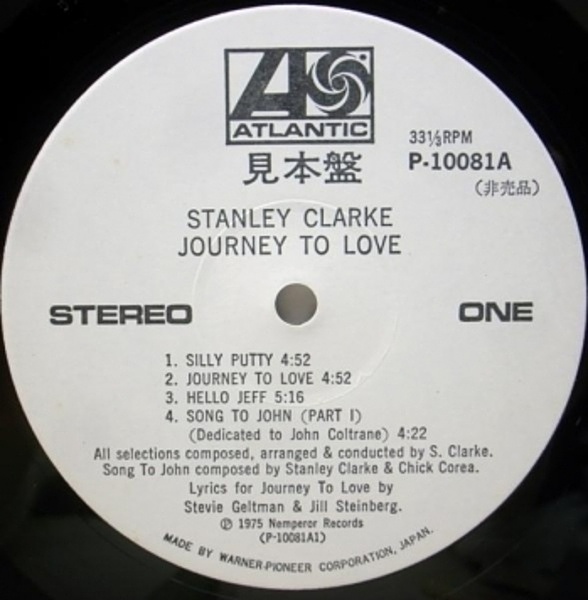 ATLANTIC
見本盤
33⅓RPM
P-10081A
(非売品)
STANLEY CLARKE
JOURNEY TO LOVE
STEREO
ONE
1. SILLY PUTTY 4:52
2. JOURNEY TO LOVE 4:52
3. HELLO JEFF 5:16
4. SONG TO JOHN (PART I)
(Dedicated to John Coltrane) 4:22
All selections composed, arranged & conducted by S. Clarke.
Song To John composed by Stanley Clarke & Chick Corea.
Lyrics for Journey To Love by
Stevie Geltman & Jill Steinberg.
℗ 1975 Nemperor Records
(P-10081A1)
MADE BY WARNER-PIONEER CORPORATION, JAPAN.